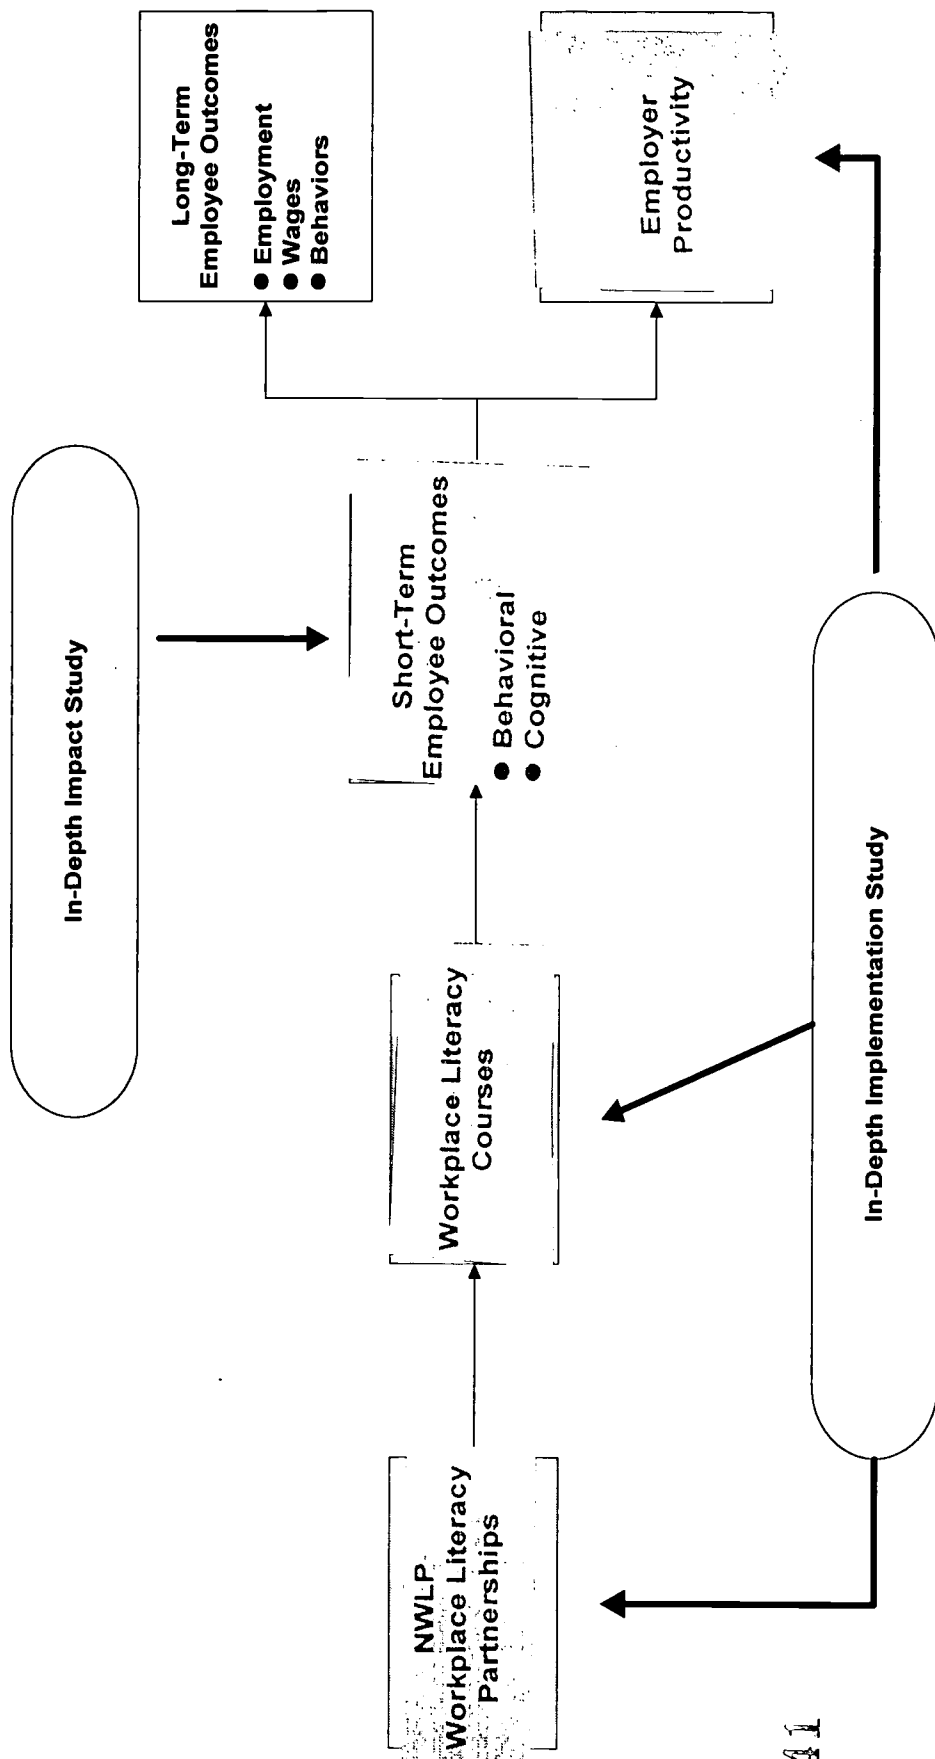 In-Depth Impact Study
NWLP
Workplace Literacy
Partnerships
Workplace Literacy
Courses
Short-Term
Employee Outcomes
● Behavioral
● Cognitive
Long-Term
Employee Outcomes
● Employment
● Wages
● Behaviors
Employer
Productivity
In-Depth Implementation Study